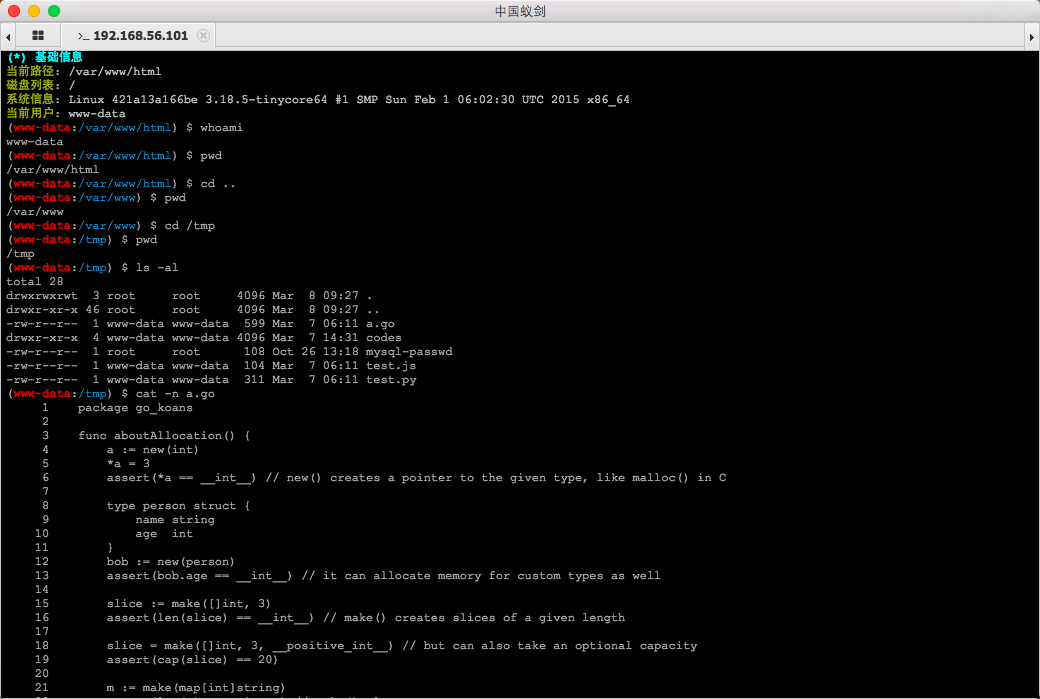 中国蚁剑
>_ 192.168.56.101
(*) 基础信息
当前路径: /var/www/html
磁盘列表: /
系统信息: Linux 421a13a166be 3.18.5-tinycore64 #1 SMP Sun Feb 1 06:02:30 UTC 2015 x86_64
当前用户: www-data
(www-data:/var/www/html) $ whoami
www-data
(www-data:/var/www/html) $ pwd
/var/www/html
(www-data:/var/www/html) $ cd ..
(www-data:/var/www) $ pwd
/var/www
(www-data:/var/www) $ cd /tmp
(www-data:/tmp) $ pwd
/tmp
(www-data:/tmp) $ ls -al
total 28
drwxrwxrwt  3 root     root     4096 Mar  8 09:27 .
drwxr-xr-x 46 root     root     4096 Mar  8 09:27 ..
-rw-r--r--  1 www-data www-data  599 Mar  7 06:11 a.go
drwxr-xr-x  4 www-data www-data 4096 Mar  7 14:31 codes
-rw-r--r--  1 root     root      108 Oct 26 13:18 mysql-passwd
-rw-r--r--  1 www-data www-data  104 Mar  7 06:11 test.js
-rw-r--r--  1 www-data www-data  311 Mar  7 06:11 test.py
(www-data:/tmp) $ cat -n a.go
     1    package go_koans
     2
     3    func aboutAllocation() {
     4        a := new(int)
     5        *a = 3
     6        assert(*a == __int__) // new() creates a pointer to the given type, like malloc() in C
     7
     8        type person struct {
     9            name string
    10            age  int
    11        }
    12        bob := new(person)
    13        assert(bob.age == __int__) // it can allocate memory for custom types as well
    14
    15        slice := make([]int, 3)
    16        assert(len(slice) == __int__) // make() creates slices of a given length
    17
    18        slice = make([]int, 3, __positive_int__) // but can also take an optional capacity
    19        assert(cap(slice) == 20)
    20
    21        m := make(map[int]string)